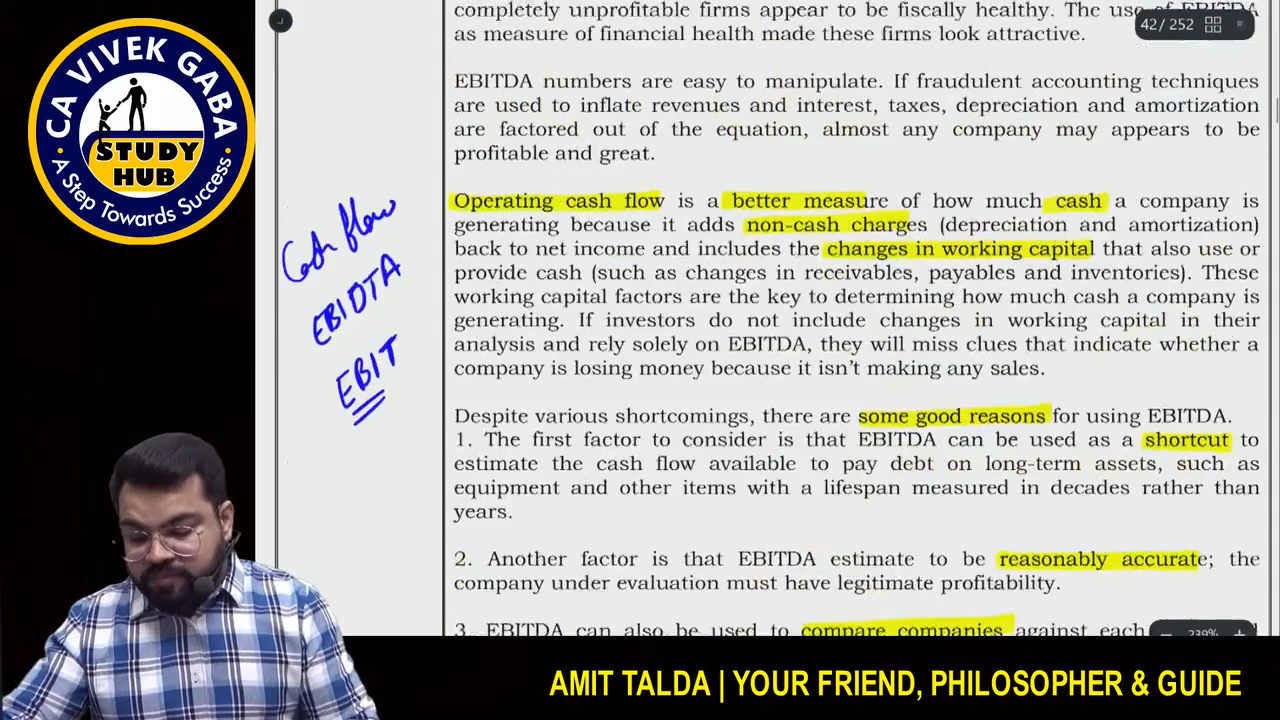 CA VIVEK GABA
STUDY
HUB
• A Step Towards Success •
42 / 252
completely unprofitable firms appear to be fiscally healthy. The use of EBITDA
as measure of financial health made these firms look attractive.
EBITDA numbers are easy to manipulate. If fraudulent accounting techniques
are used to inflate revenues and interest, taxes, depreciation and amortization
are factored out of the equation, almost any company may appears to be
profitable and great.
Operating cash flow is a better measure of how much cash a company is
generating because it adds non-cash charges (depreciation and amortization)
back to net income and includes the changes in working capital that also use or
provide cash (such as changes in receivables, payables and inventories). These
working capital factors are the key to determining how much cash a company is
generating. If investors do not include changes in working capital in their
analysis and rely solely on EBITDA, they will miss clues that indicate whether a
company is losing money because it isn't making any sales.
Cash flow
EBIDTA
EBIT
Despite various shortcomings, there are some good reasons for using EBITDA.
1. The first factor to consider is that EBITDA can be used as a shortcut to
estimate the cash flow available to pay debt on long-term assets, such as
equipment and other items with a lifespan measured in decades rather than
years.
2. Another factor is that EBITDA estimate to be reasonably accurate; the
company under evaluation must have legitimate profitability.
3. EBITDA can also be used to compare companies against each
239%
AMIT TALDA | YOUR FRIEND, PHILOSOPHER & GUIDE